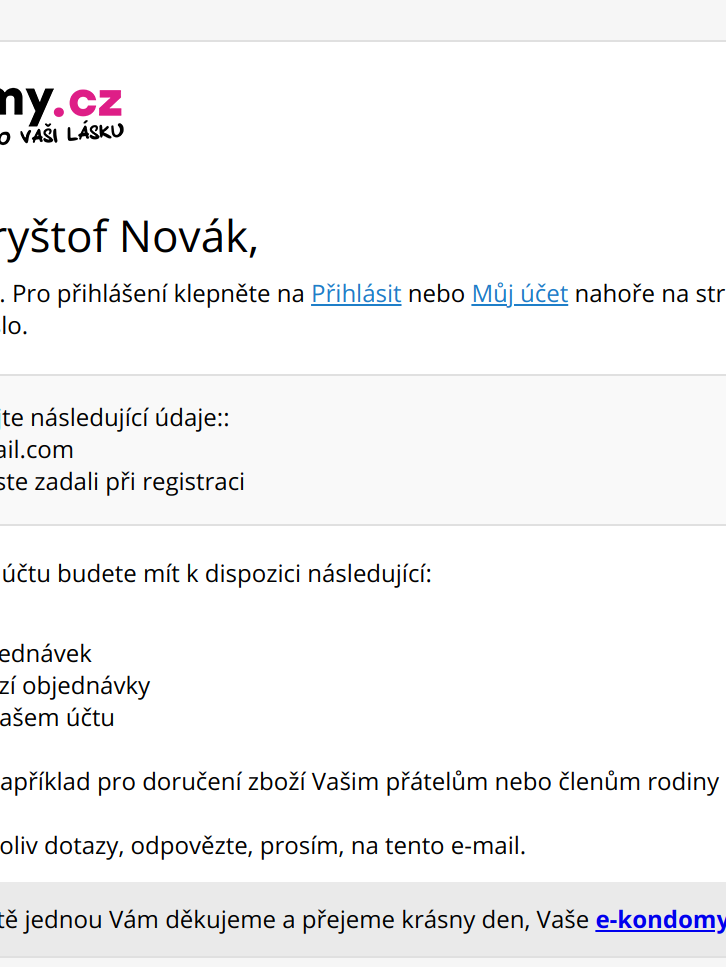 my.cz
O VAŠI LÁSKU
ryštof Novák,
. Pro přihlášení klepněte na Přihlásit nebo Můj účet nahoře na str
lo.
jte následující údaje::
ail.com
ste zadali při registraci
účtu budete mít k dispozici následující:
ednávek
zí objednávky
ašem účtu
apříklad pro doručení zboží Vašim přátelům nebo členům rodiny
oliv dotazy, odpovězte, prosím, na tento e-mail.
tě jednou Vám děkujeme a přejeme krásny den, Vaše e-kondomy